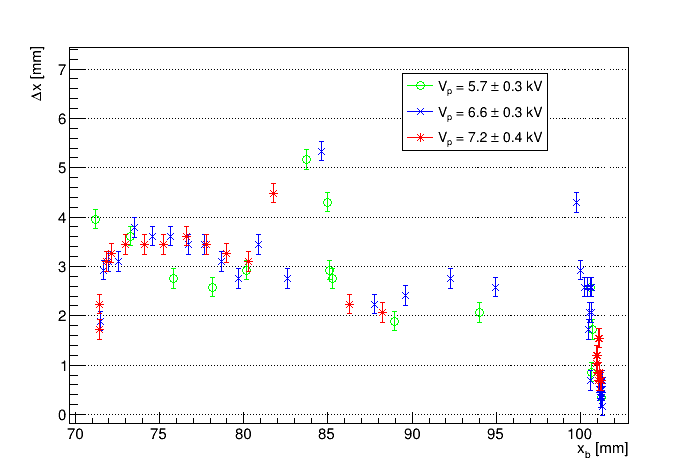 Δx [mm]
7
6
5
4
3
2
1
0
V_p = 5.7 ± 0.3 kV
V_p = 6.6 ± 0.3 kV
V_p = 7.2 ± 0.4 kV
70 75 80 85 90 95 100
x_b [mm]